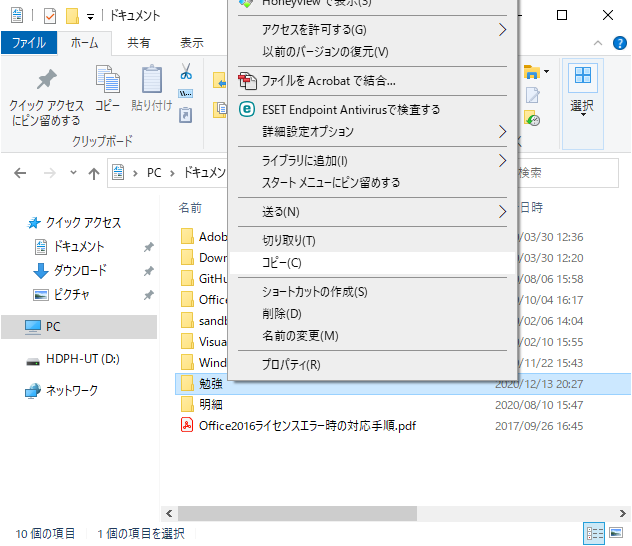 ドキュメント
ファイル ホーム 共有 表示
クイック アクセス
にピン留めする
コピー
貼り付け
クリップボード
選択
PC
ドキュメン
検索
クイック アクセス
ドキュメント
ダウンロード
ピクチャ
PC
HDPH-UT (D:)
ネットワーク
アクセスを許可する(G)
以前のバージョンの復元(V)
ファイルを Acrobat で結合...
ESET Endpoint Antivirusで検査する
詳細設定オプション
ライブラリに追加(I)
スタート メニューにピン留めする
送る(N)
切り取り(T)
コピー(C)
ショートカットの作成(S)
削除(D)
名前の変更(M)
プロパティ(R)
名前 日時
Adob /03/30 12:36
Down /03/30 12:20
GitHu /08/06 15:58
Office /10/04 16:17
sandb /02/06 14:04
Visua /02/10 15:55
Wind /11/22 15:43
勉強 2020/12/13 20:27
明細 2020/08/10 15:47
Office2016ライセンスエラー時の対応手順.pdf 2017/09/26 16:45
10 個の項目 1 個の項目を選択